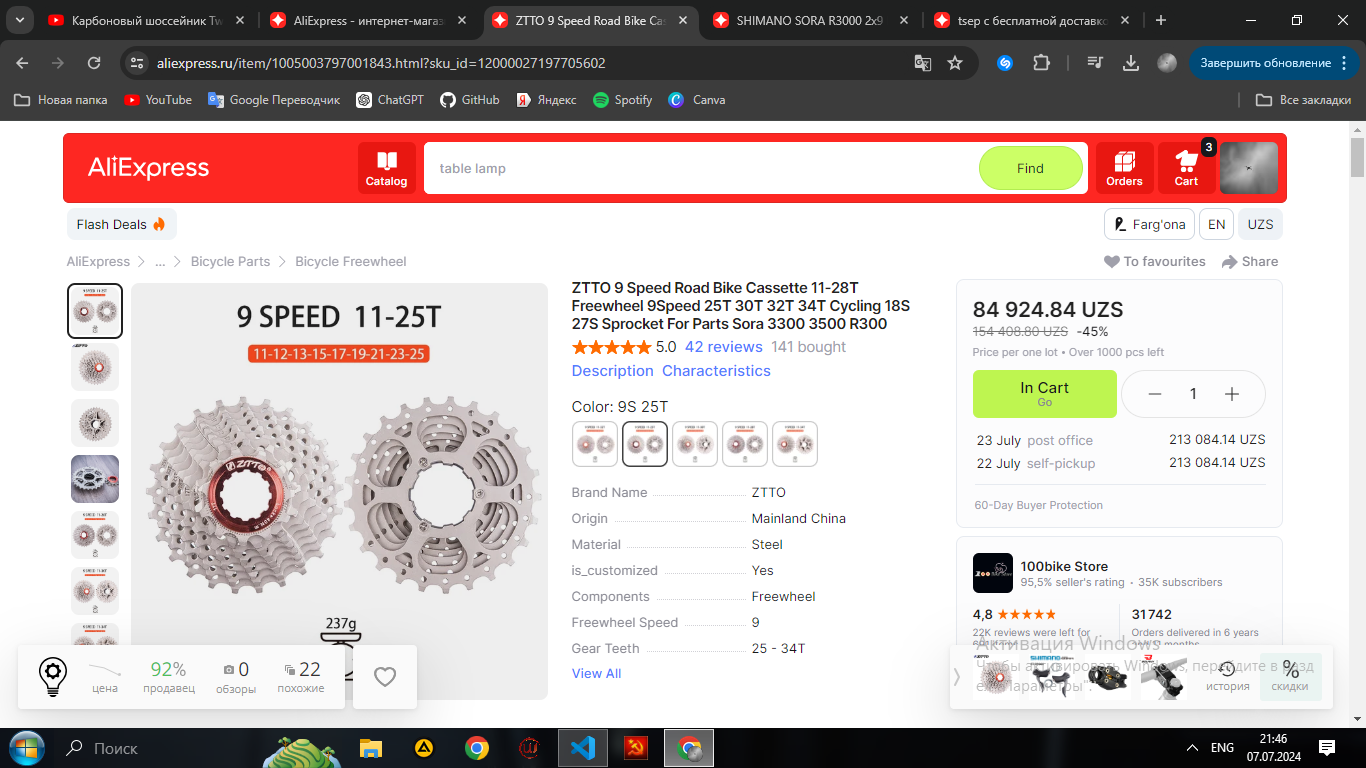 Карбоновый шоссейник Tw
AliExpress - интернет-магаз
ZTTO 9 Speed Road Bike Cas
SHIMANO SORA R3000 2x9
tsep с бесплатной доставко
aliexpress.ru/item/1005003797001843.html?sku_id=12000027197705602
Завершить обновление
Новая папка
YouTube
Google Переводчик
ChatGPT
GitHub
Яндекс
Spotify
Canva
Все закладки
AliExpress
Catalog
table lamp
Find
Orders
3
Cart
Flash Deals
Farg'ona
EN
UZS
AliExpress
...
Bicycle Parts
Bicycle Freewheel
To favourites
Share
9 SPEED 11-25T
11-12-13-15-17-19-21-23-25
ZTTO
237g
ZTTO 9 Speed Road Bike Cassette 11-28T
Freewheel 9Speed 25T 30T 32T 34T Cycling 18S
27S Sprocket For Parts Sora 3300 3500 R300
5.0 42 reviews 141 bought
Description Characteristics
Color: 9S 25T
Brand Name ZTTO
Origin Mainland China
Material Steel
is_customized Yes
Components Freewheel
Freewheel Speed 9
Gear Teeth 25 - 34T
View All
84 924.84 UZS
154 408.80 UZS -45%
Price per one lot • Over 1000 pcs left
In Cart
Go
1
23 July post office 213 084.14 UZS
22 July self-pickup 213 084.14 UZS
60-Day Buyer Protection
100bike Store
95,5% seller's rating • 35K subscribers
4,8
31742
22K reviews were left for
Orders delivered in 6 years
Активация Windows
Чтобы активировать Windows, перейдите в разд
ел "Параметры".
цена
92%
продавец
0
обзоры
22
похожие
история
%
скидки
Поиск
ENG
21:46
07.07.2024